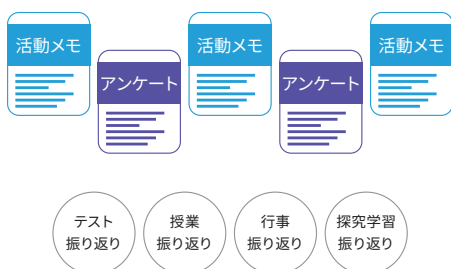 活動メモ
アンケート
活動メモ
アンケート
活動メモ
テスト
振り返り
授業
振り返り
行事
振り返り
探究学習
振り返り